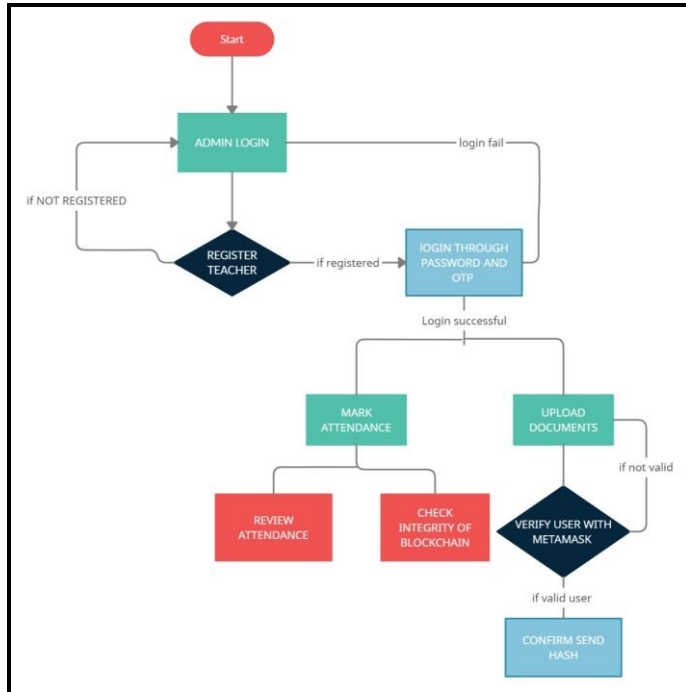 Start
ADMIN LOGIN
login fail
if NOT REGISTERED
REGISTER
TEACHER
if registered
lOGIN THROUGH
PASSWORD AND
OTP
Login successful
MARK
ATTENDANCE
UPLOAD
DOCUMENTS
if not valid
REVIEW
ATTENDANCE
CHECK
INTEGRITY OF
BLOCKCHAIN
VERIFY USER WITH
METAMASK
if valid user
CONFIRM SEND
HASH